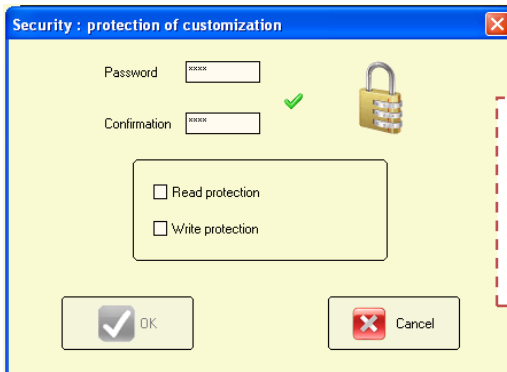 Security : protection of customization
Password ****
Confirmation ****
Read protection
Write protection
OK
Cancel